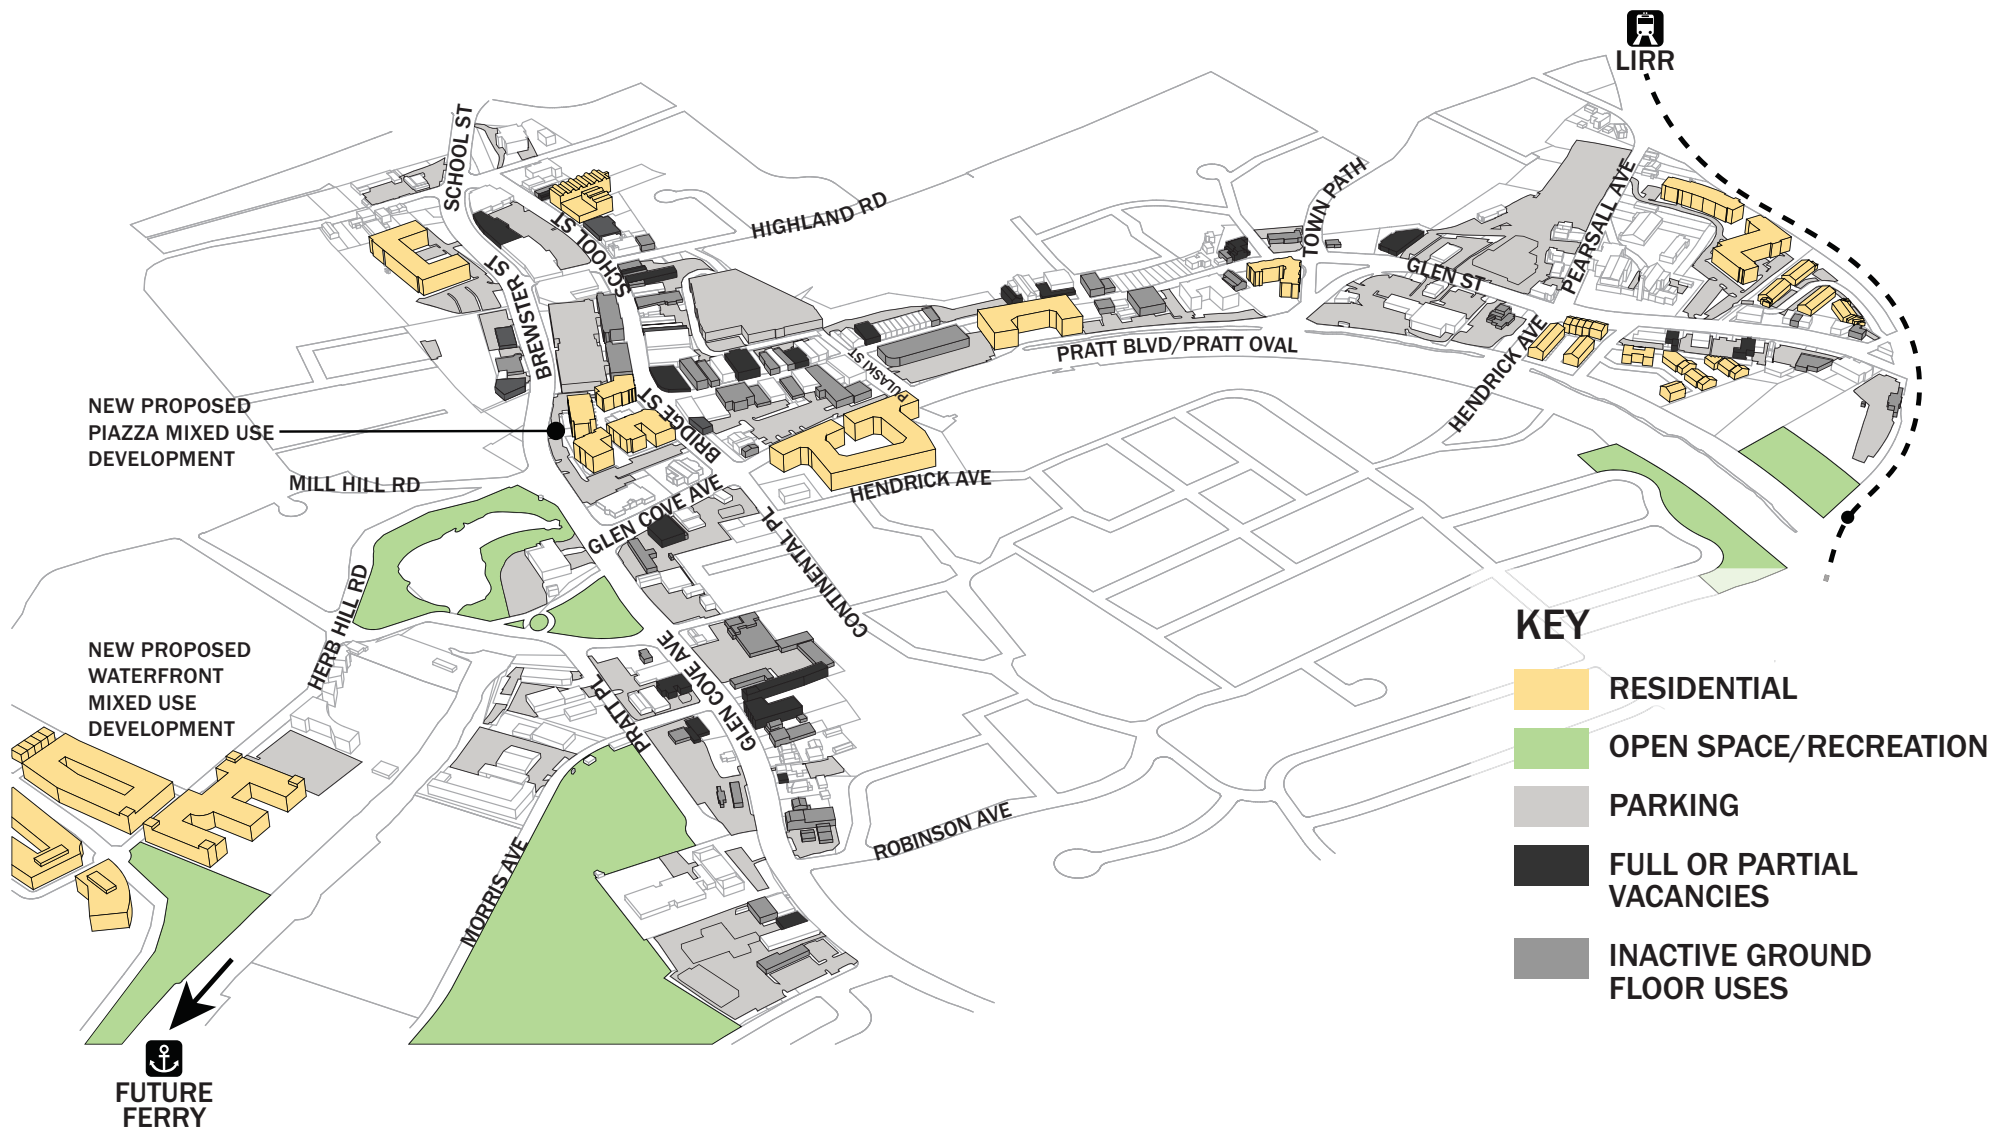 LIRR
SCHOOL ST
HIGHLAND RD
TOWN PATH
PEARSALL AVE
SCHOOL ST
BREWSTER ST
GLEN ST
PRATT BLVD/PRATT OVAL
HENDRICK AVE
PULASKI ST
BRIDGE ST
NEW PROPOSED
PIAZZA MIXED USE
DEVELOPMENT
MILL HILL RD
HENDRICK AVE
GLEN COVE AVE
CONTINENTAL PL
HERB HILL RD
NEW PROPOSED
WATERFRONT
MIXED USE
DEVELOPMENT
PRATT PL
GLEN COVE AVE
ROBINSON AVE
MORRIS AVE
FUTURE
FERRY
KEY
RESIDENTIAL
OPEN SPACE/RECREATION
PARKING
FULL OR PARTIAL
VACANCIES
INACTIVE GROUND
FLOOR USES